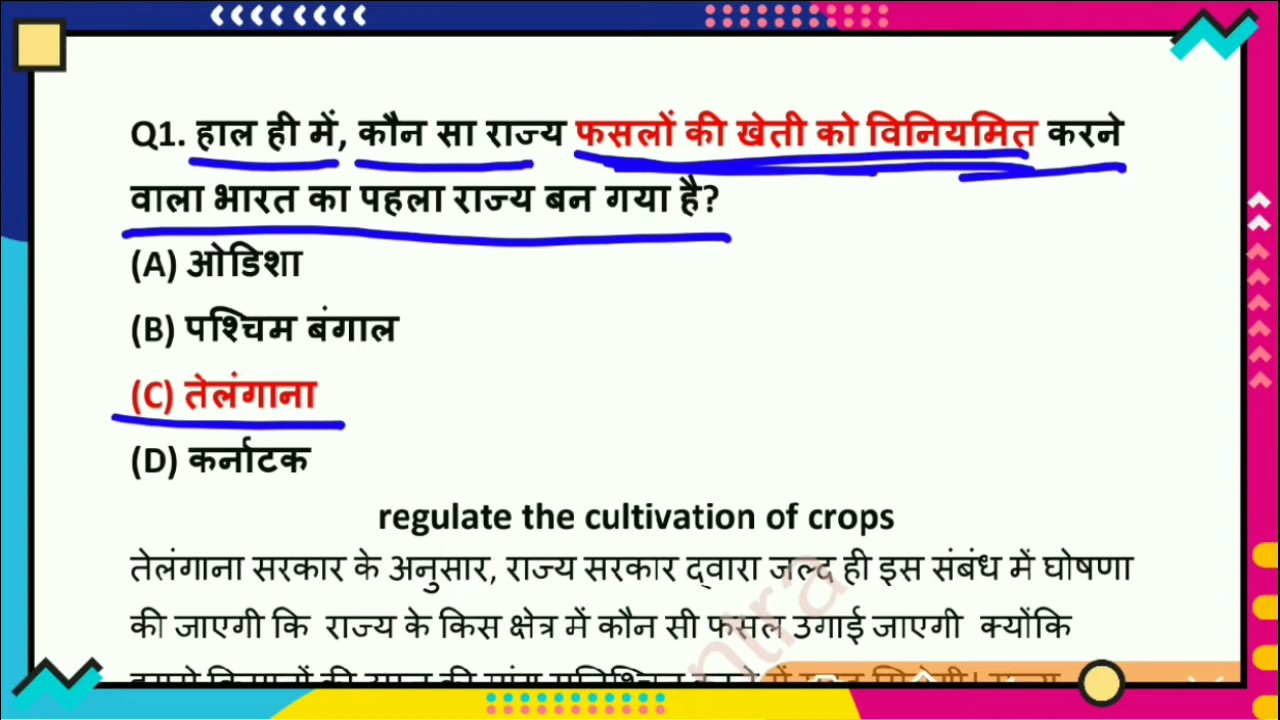 Q1. हाल ही में, कौन सा राज्य फसलों की खेती को विनियमित करने
वाला भारत का पहला राज्य बन गया है?
(A) ओडिशा
(B) पश्चिम बंगाल
(C) तेलंगाना
(D) कर्नाटक
regulate the cultivation of crops
तेलंगाना सरकार के अनुसार, राज्य सरकार द्वारा जल्द ही इस संबंध में घोषणा
की जाएगी कि राज्य के किस क्षेत्र में कौन सी फसल उगाई जाएगी क्योंकि